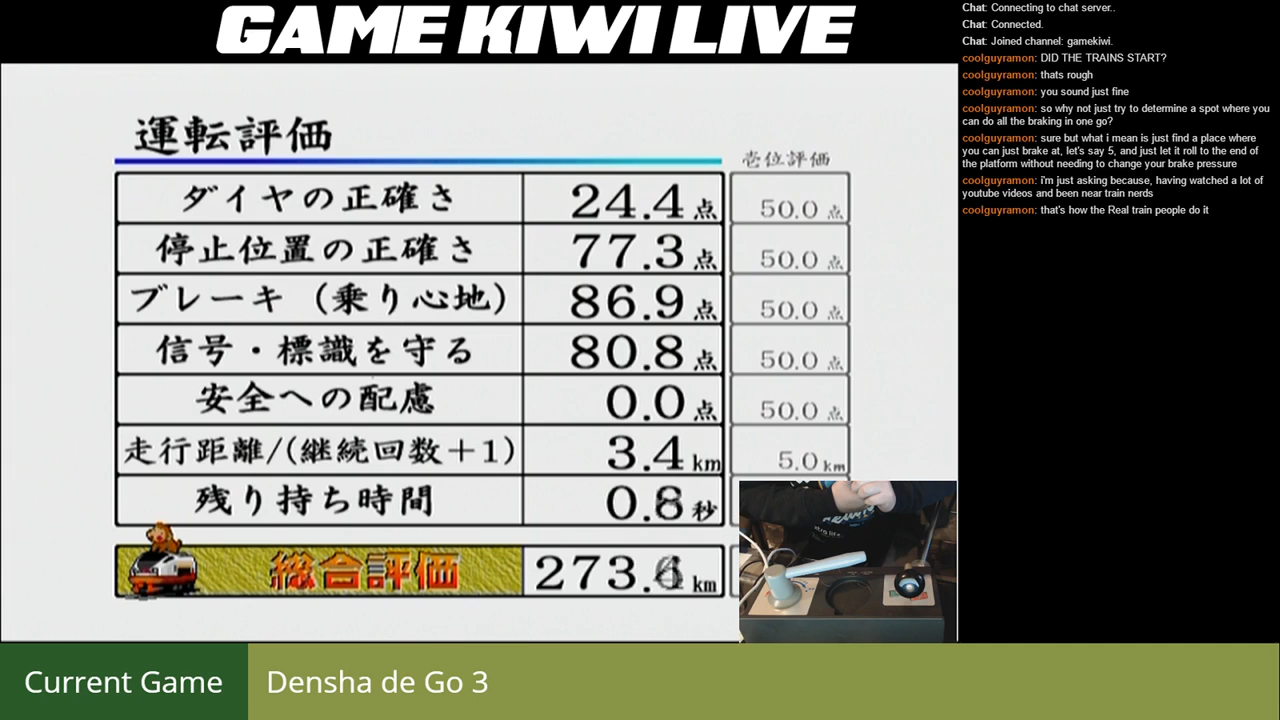 GAME KIWI LIVE
運転評価
壱位評価
ダイヤの正確さ 24.4点 50.0点
停止位置の正確さ 77.3点 50.0点
ブレーキ(乗り心地) 86.9点 50.0点
信号・標識を守る 80.8点 50.0点
安全への配慮 0.0点 50.0点
走行距離/(継続回数+1) 3.4km 5.0km
残り持ち時間 0.8秒
総合評価 273. km
Chat: Connecting to chat server..
Chat: Connected.
Chat: Joined channel: gamekiwi.
coolguyramon: DID THE TRAINS START?
coolguyramon: thats rough
coolguyramon: you sound just fine
coolguyramon: so why not just try to determine a spot where you
can do all the braking in one go?
coolguyramon: sure but what i mean is just find a place where
you can just brake at, let's say 5, and just let it roll to the end of
the platform without needing to change your brake pressure
coolguyramon: i'm just asking because, having watched a lot of
youtube videos and been near train nerds
coolguyramon: that's how the Real train people do it
Current Game
Densha de Go 3